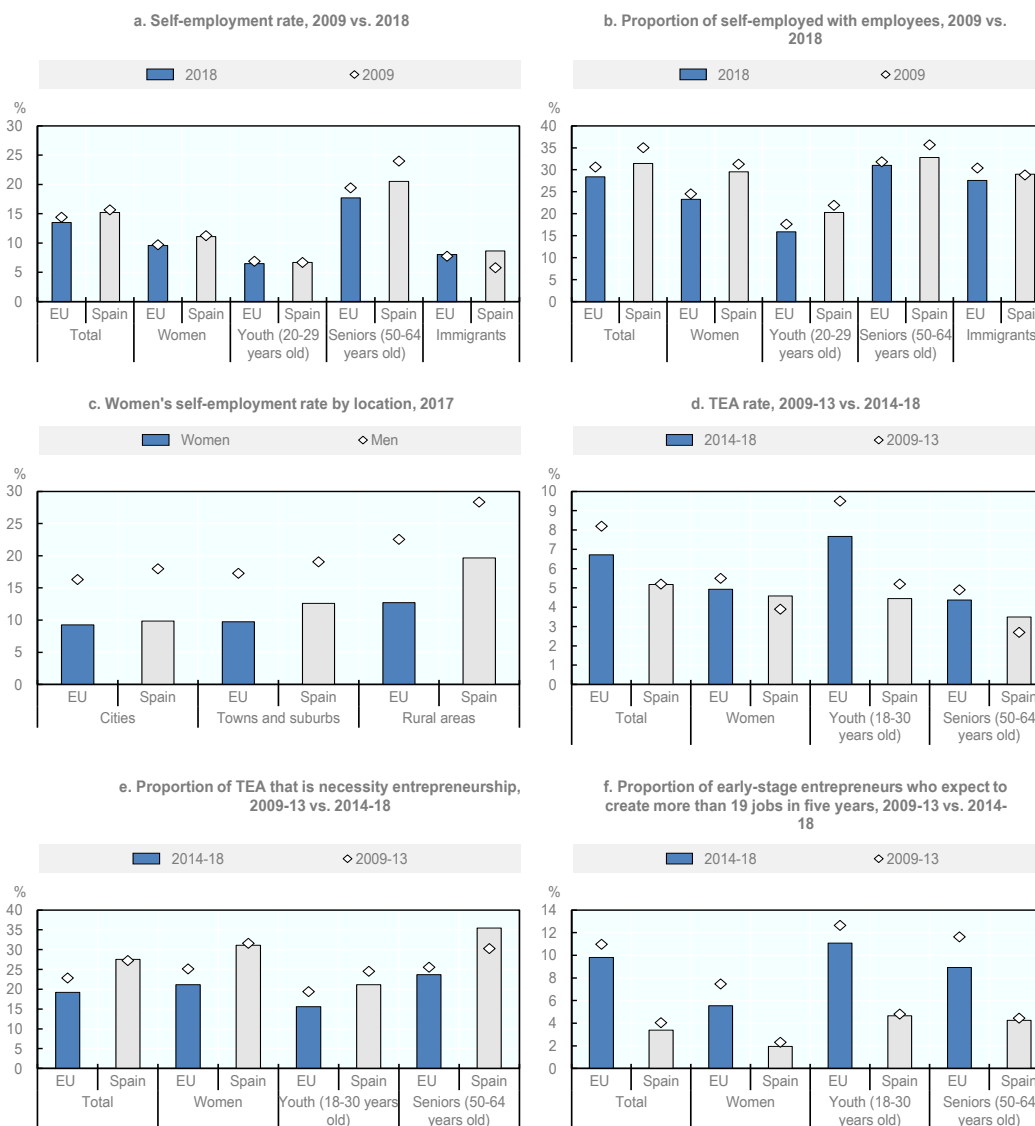 a. Self-employment rate, 2009 vs. 2018
2018
2009
%
30
25
20
15
10
5
0
EU Spain EU Spain EU Spain EU Spain EU Spain
Total Women Youth (20-29 Seniors (50-64 Immigrants
years old) years old)
b. Proportion of self-employed with employees, 2009 vs.
2018
2018
2009
%
40
35
30
25
20
15
10
5
0
EU Spain EU Spain EU Spain EU Spain EU Spai
Total Women Youth (20-29 Seniors (50-64 Immigrants
years old) years old)
c. Women's self-employment rate by location, 2017
Women
Men
%
30
25
20
15
10
5
0
EU Spain EU Spain EU Spain
Cities Towns and suburbs Rural areas
d. TEA rate, 2009-13 vs. 2014-18
2014-18
2009-13
%
10
9
8
7
6
5
4
3
2
1
0
EU Spain EU Spain EU Spain EU Spain
Total Women Youth (18-30 Seniors (50-64
years old) years old)
e. Proportion of TEA that is necessity entrepreneurship,
2009-13 vs. 2014-18
2014-18
2009-13
%
40
35
30
25
20
15
10
5
0
EU Spain EU Spain EU Spain EU Spain
Total Women Youth (18-30 years Seniors (50-64
old) years old)
f. Proportion of early-stage entrepreneurs who expect to
create more than 19 jobs in five years, 2009-13 vs. 2014-
18
2014-18
2009-13
%
14
12
10
8
6
4
2
0
EU Spain EU Spain EU Spain EU Spain
Total Women Youth (18-30 Seniors (50-64
years old) years old)